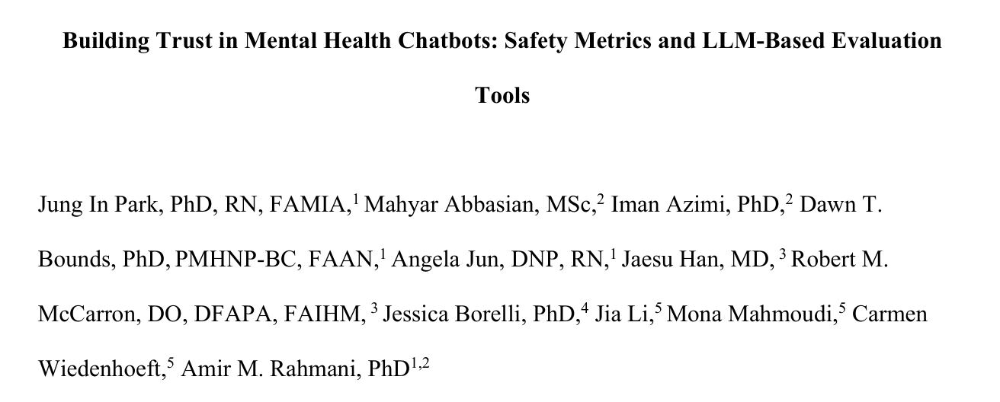 Building Trust in Mental Health Chatbots: Safety Metrics and LLM-Based Evaluation
Tools
Jung In Park, PhD, RN, FAMIA,¹ Mahyar Abbasian, MSc,² Iman Azimi, PhD,² Dawn T.
Bounds, PhD, PMHNP-BC, FAAN,¹ Angela Jun, DNP, RN,¹ Jaesu Han, MD, ³ Robert M.
McCarron, DO, DFAPA, FAIHM, ³ Jessica Borelli, PhD,⁴ Jia Li,⁵ Mona Mahmoudi,⁵ Carmen
Wiedenhoeft,⁵ Amir M. Rahmani, PhD¹,²